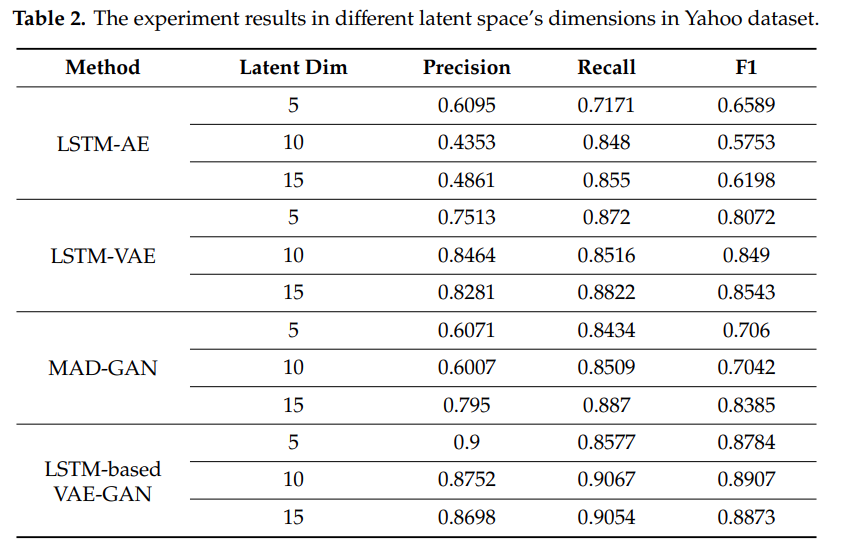 Table 2. The experiment results in different latent space's dimensions in Yahoo dataset.
Method Latent Dim Precision Recall F1
LSTM-AE
5 0.6095 0.7171 0.6589
10 0.4353 0.848 0.5753
15 0.4861 0.855 0.6198
LSTM-VAE
5 0.7513 0.872 0.8072
10 0.8464 0.8516 0.849
15 0.8281 0.8822 0.8543
MAD-GAN
5 0.6071 0.8434 0.706
10 0.6007 0.8509 0.7042
15 0.795 0.887 0.8385
LSTM-based
VAE-GAN
5 0.9 0.8577 0.8784
10 0.8752 0.9067 0.8907
15 0.8698 0.9054 0.8873